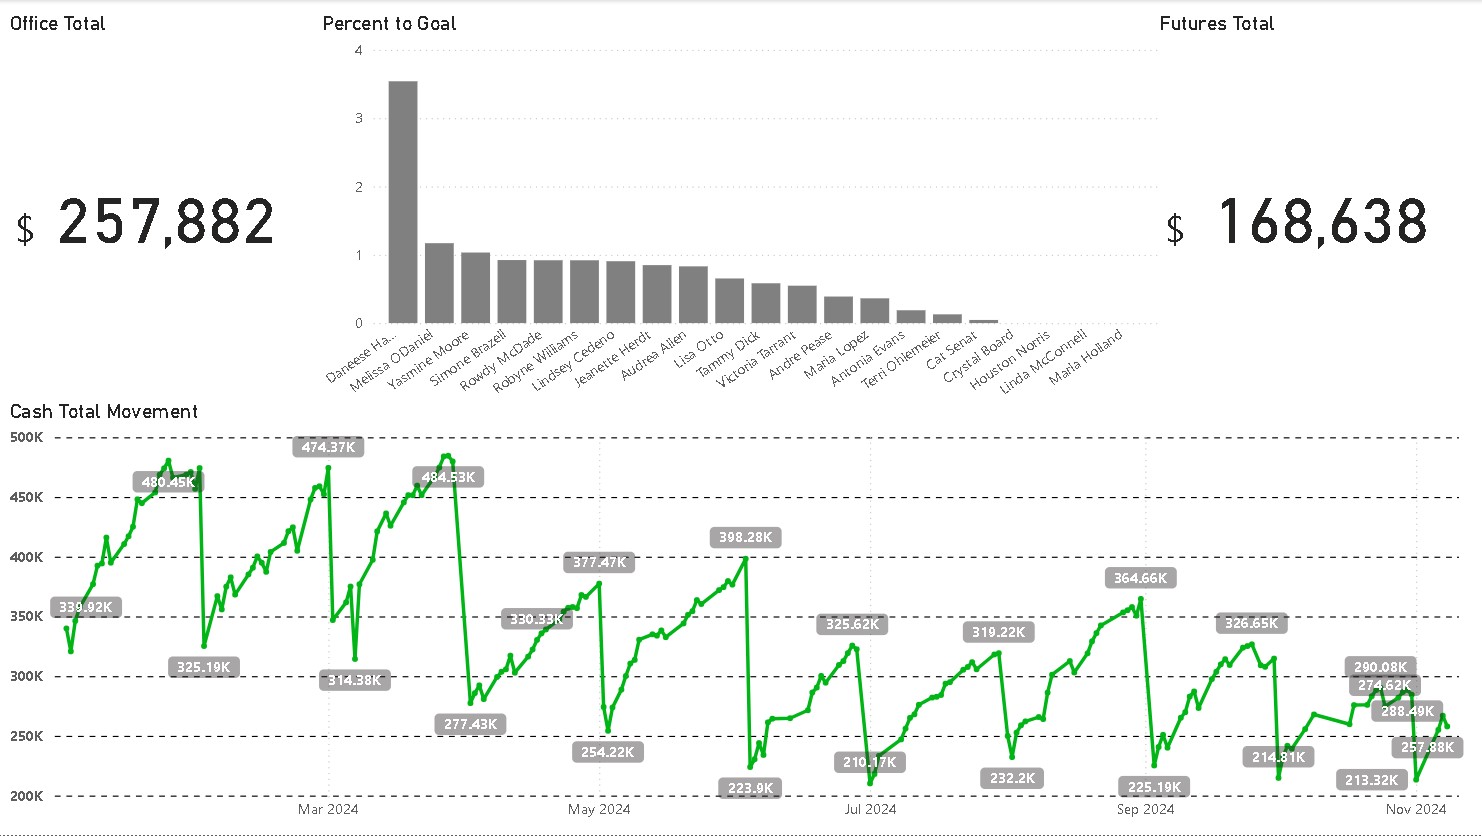 Office Total
Percent to Goal
Futures Total
4
3
2
1
0
$ 257,882
$ 168,638
Daneese Ha...
Melissa ODaniel
Yasmine Moore
Simone Brazell
Rowdy McDade
Robyne Williams
Lindsey Cedeno
Jeanette Herdt
Audrea Allen
Lisa Otto
Tammy Dick
Victoria Tarrant
Andre Pease
Maria Lopez
Antonia Evans
Terri Ohlemeier
Cat Senat
Crystal Board
Houston Norris
Linda McConnell
Marla Holland
Cash Total Movement
500K
450K
400K
350K
300K
250K
200K
339.92K
480.45K
325.19K
474.37K
314.38K
484.53K
277.43K
330.33K
377.47K
254.22K
398.28K
223.9K
325.62K
210.17K
319.22K
232.2K
364.66K
225.19K
326.65K
214.81K
290.08K
274.62K
288.49K
213.32K
257.88K
Mar 2024
May 2024
Jul 2024
Sep 2024
Nov 2024